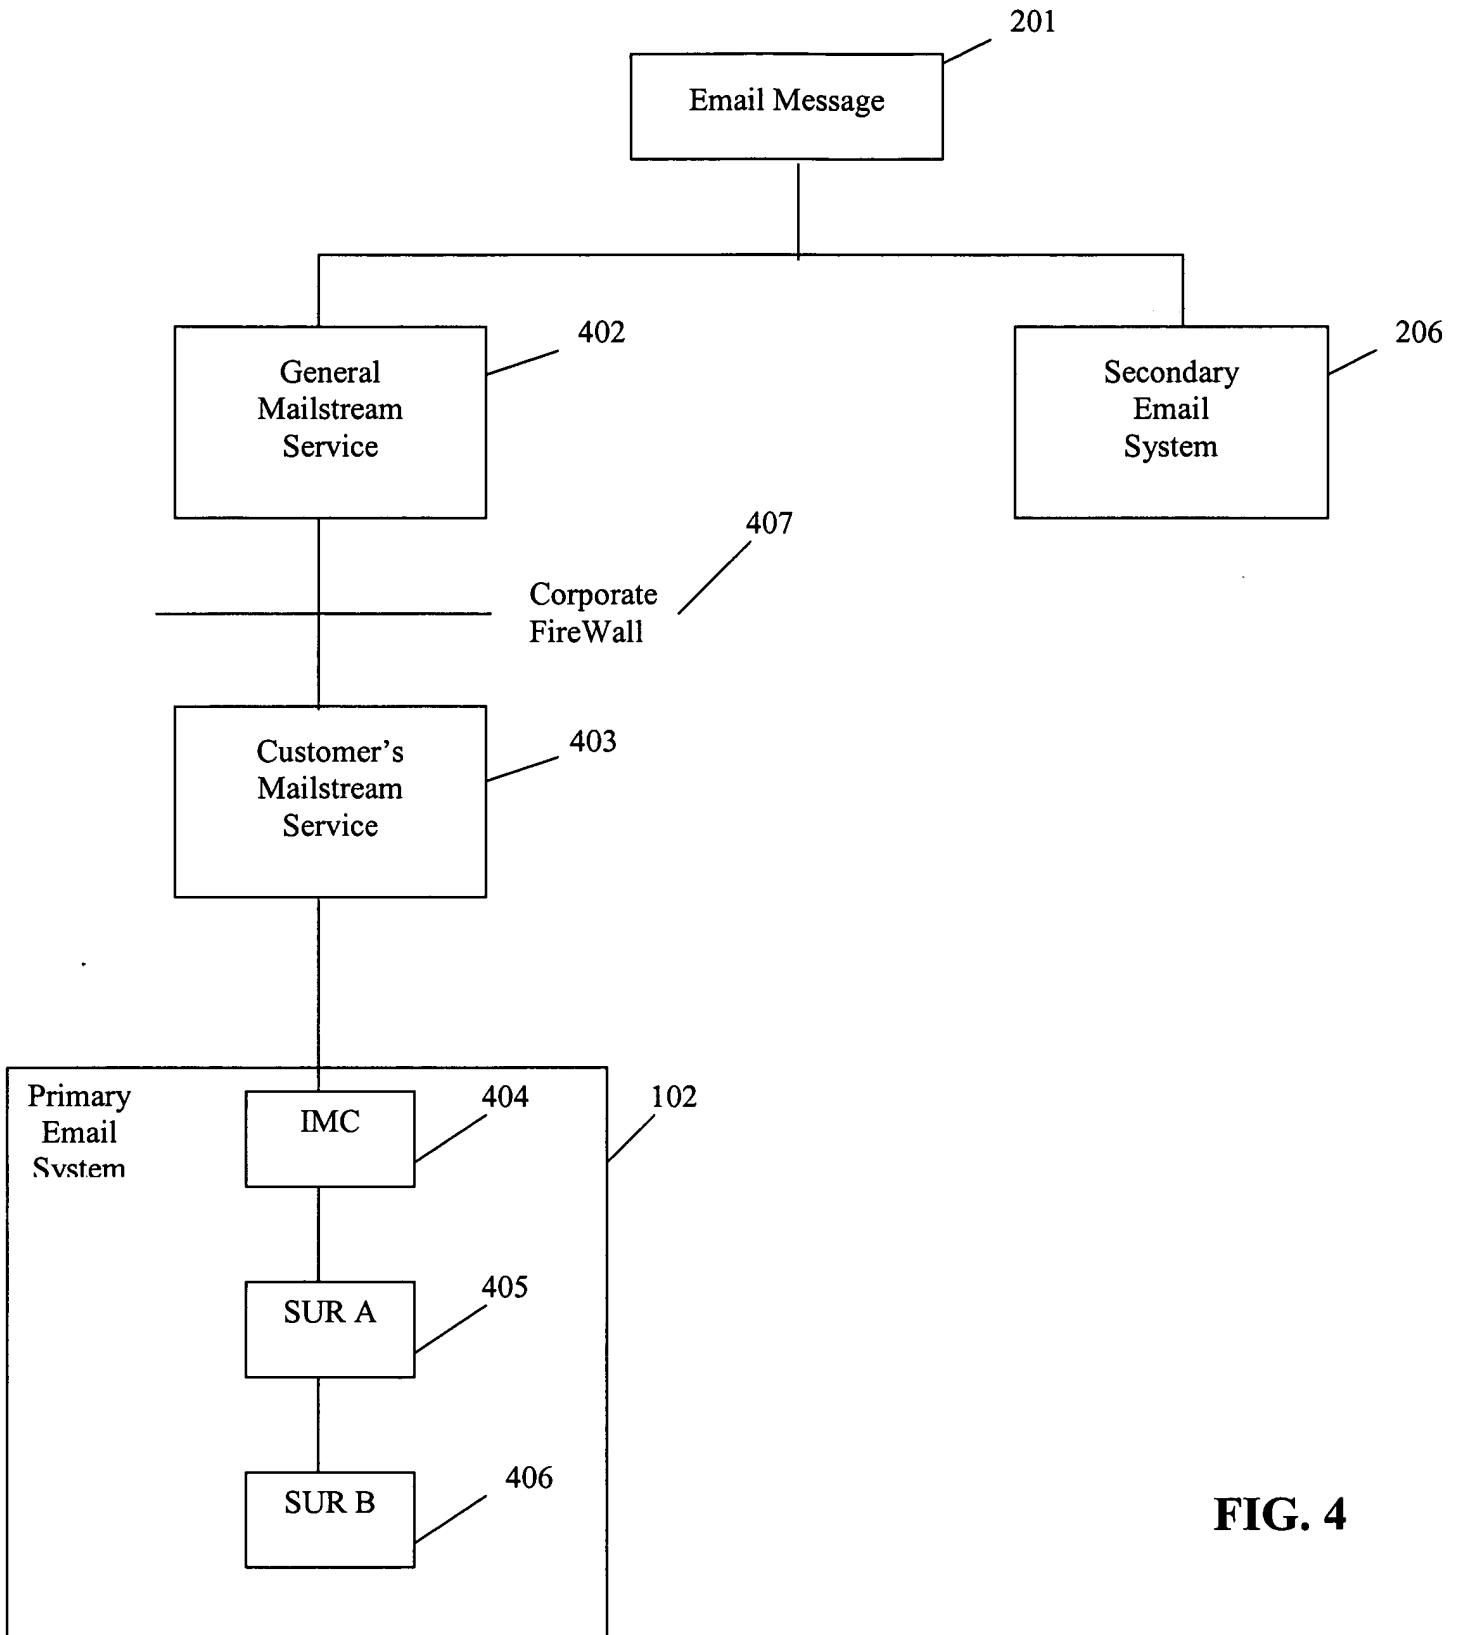 201
Email Message
402
General
Mailstream
Service
206
Secondary
Email
System
407
Corporate
FireWall
403
Customer's
Mailstream
Service
Primary
Email
System
404
IMC
102
405
SUR A
406
SUR B
FIG. 4